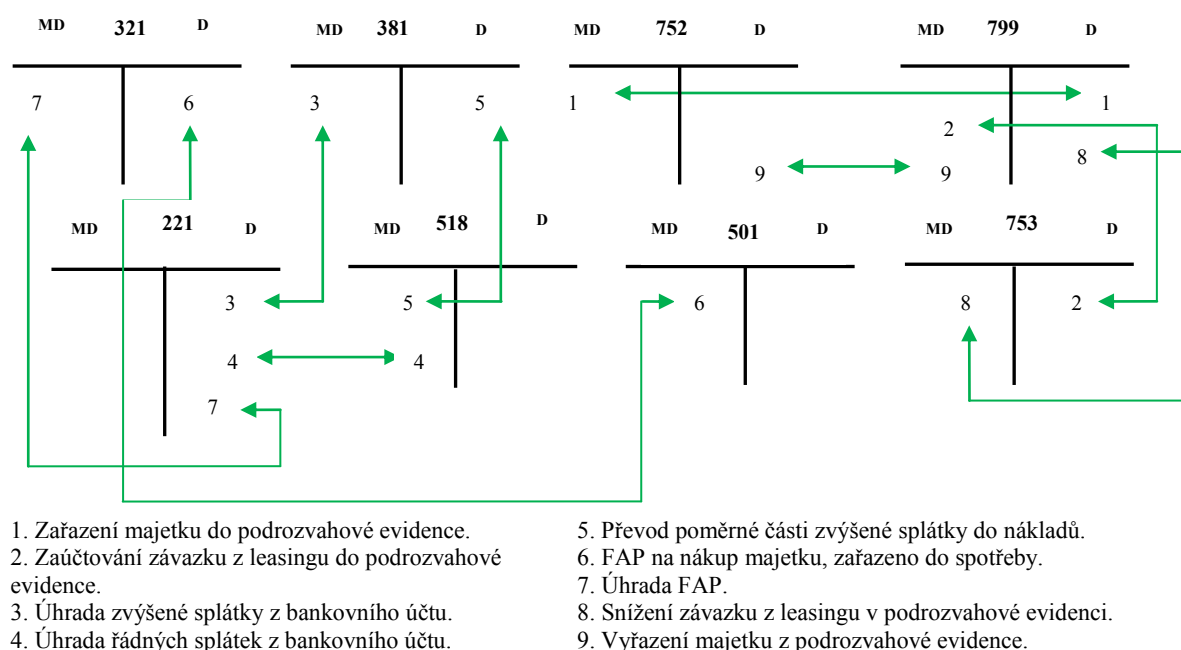 MD 321 D MD 381 D MD 752 D MD 799 D
7 6 3 5 1 1
2
8
9 9
MD 221 D MD 518 D MD 501 D MD 753 D
3 5 6 8 2
4 4
7
1. Zařazení majetku do podrozvahové evidence.
2. Zaúčtování závazku z leasingu do podrozvahové
evidence.
3. Úhrada zvýšené splátky z bankovního účtu.
4. Úhrada řádných splátek z bankovního účtu.
5. Převod poměrné části zvýšené splátky do nákladů.
6. FAP na nákup majetku, zařazeno do spotřeby.
7. Úhrada FAP.
8. Snížení závazku z leasingu v podrozvahové evidenci.
9. Vyřazení majetku z podrozvahové evidence.